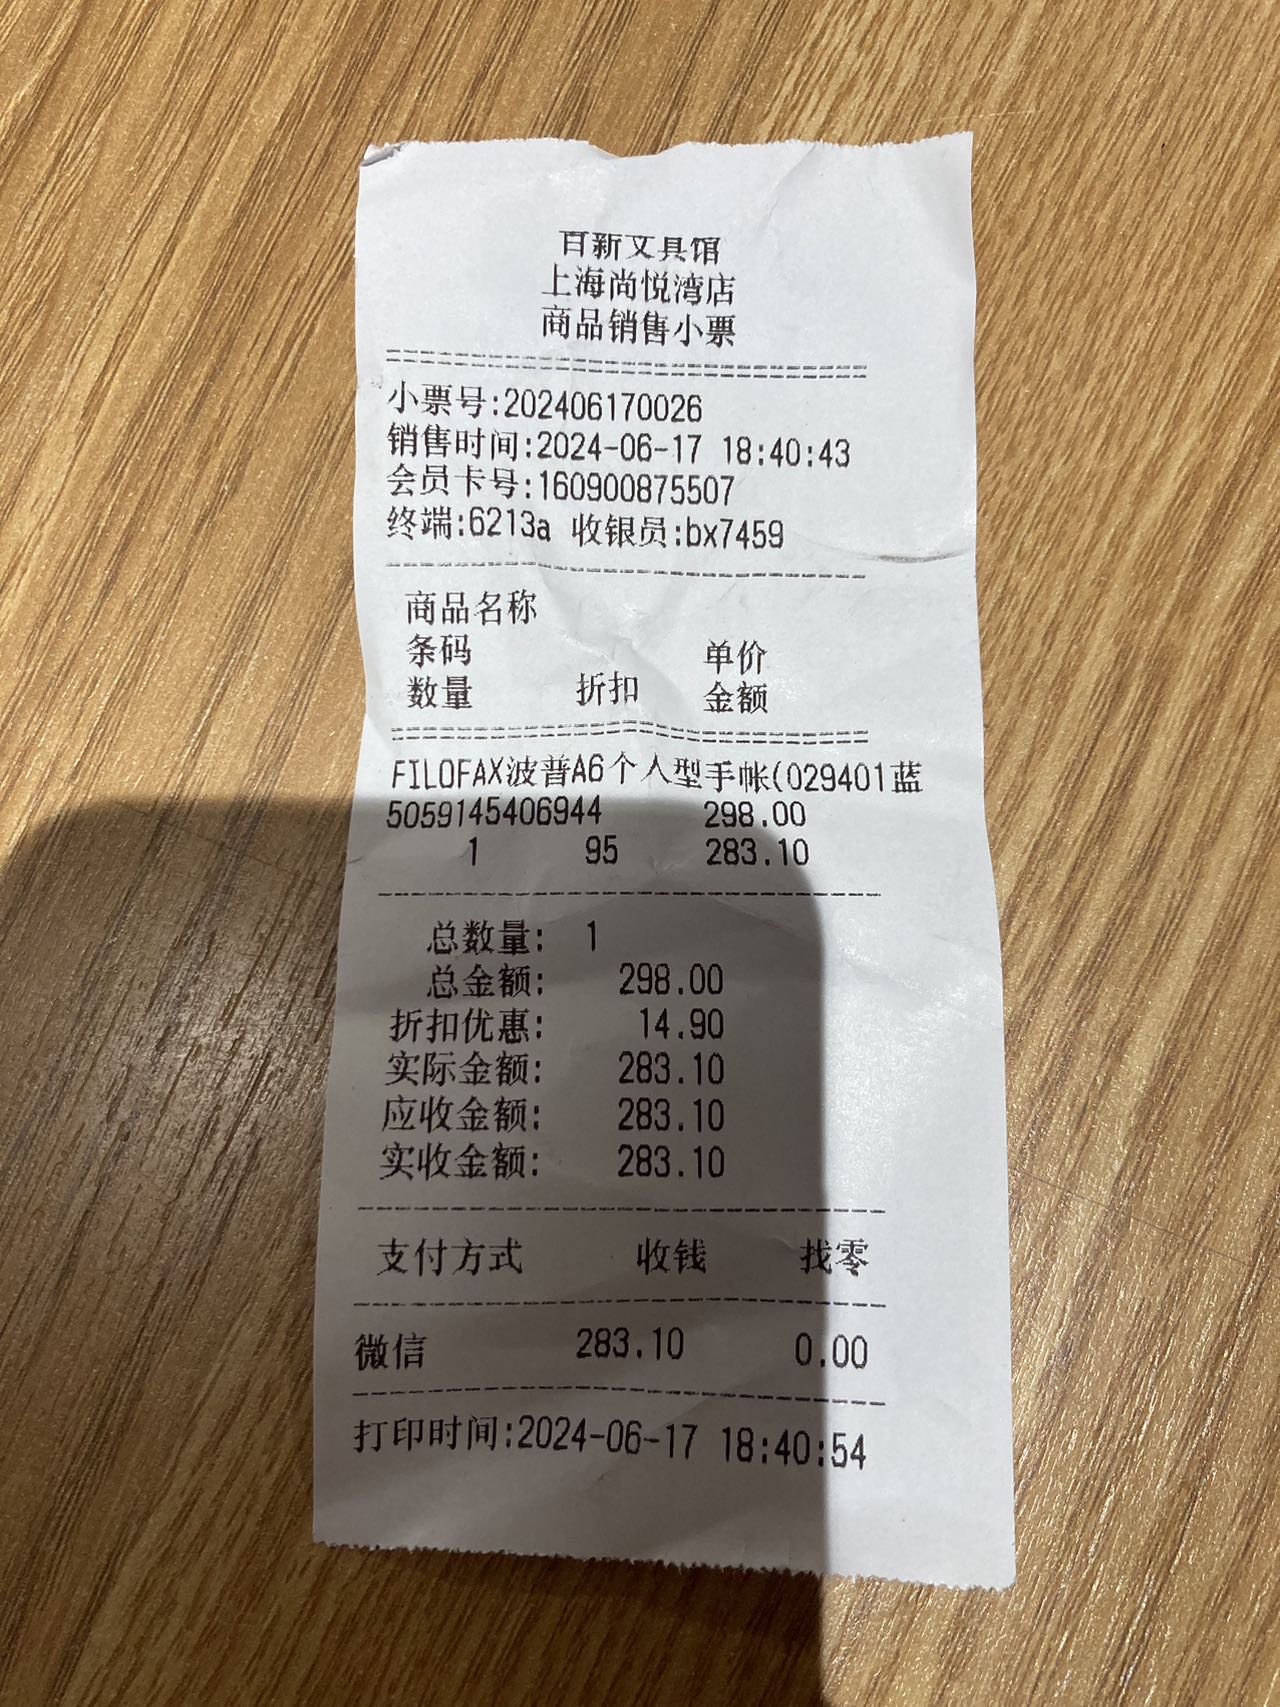 百新文具馆
上海尚悦湾店
商品销售小票
========================================
小票号:202406170026
销售时间:2024-06-17 18:40:43
会员卡号:160900875507
终端:6213a 收银员:bx7459
----------------------------------------
商品名称
条码 单价
数量 折扣 金额
========================================
FILOFAX波普A6个人型手帐(029401蓝
5059145406944 298.00
1 95 283.10
----------------------------------------
总数量: 1
总金额: 298.00
折扣优惠: 14.90
实际金额: 283.10
应收金额: 283.10
实收金额: 283.10
----------------------------------------
支付方式 收钱 找零
----------------------------------------
微信 283.10 0.00
----------------------------------------
打印时间:2024-06-17 18:40:54